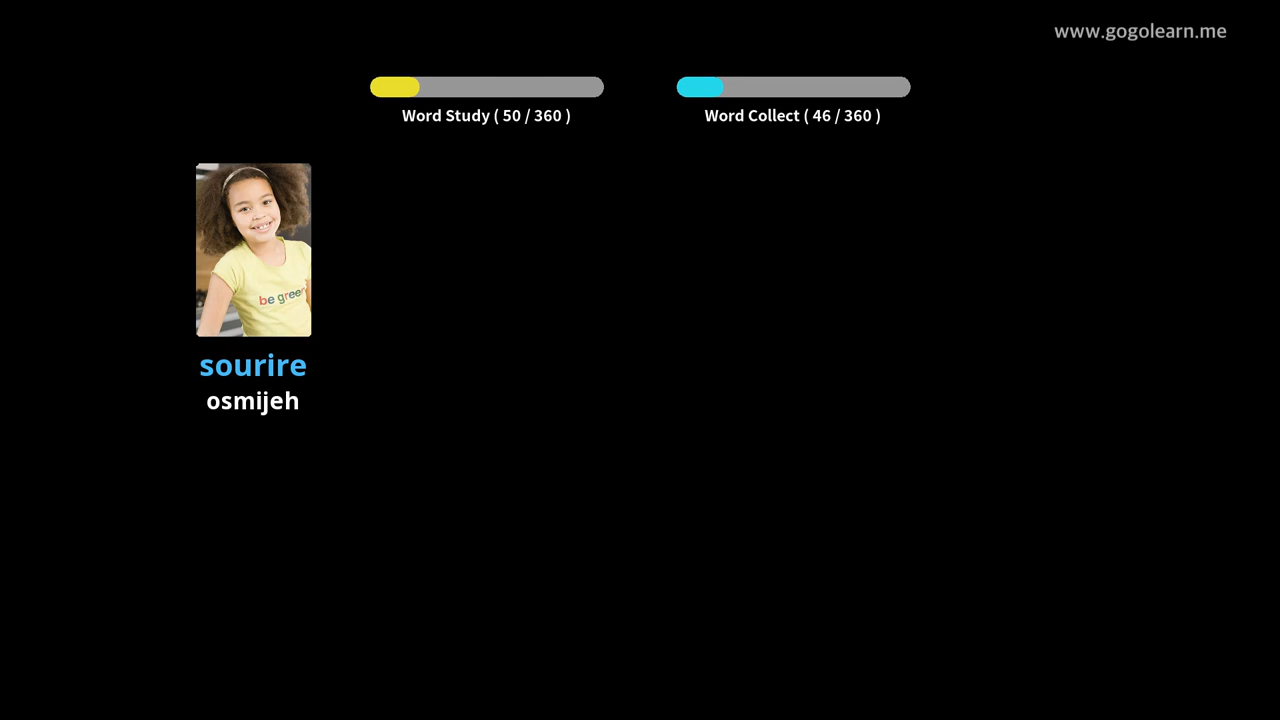 www.gogolearn.me
Word Study ( 50 / 360 )
Word Collect ( 46 / 360 )
be green
sourire
osmijeh